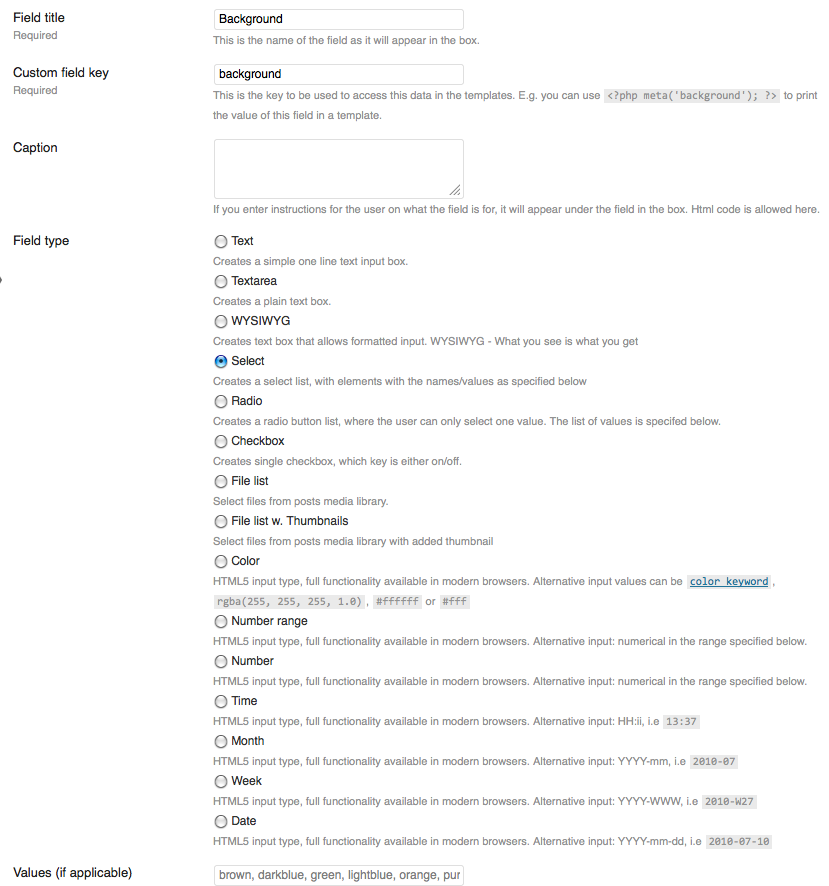 Field title
Background
Required
This is the name of the field as it will appear in the box.
Custom field key
background
Required
This is the key to be used to access this data in the templates. E.g. you can use <?php meta('background'); ?> to print
the value of this field in a template.
Caption
If you enter instructions for the user on what the field is for, it will appear under the field in the box. Html code is allowed here.
Field type
Text
Creates a simple one line text input box.
Textarea
Creates a plain text box.
WYSIWYG
Creates text box that allows formatted input. WYSIWYG - What you see is what you get
Select
Creates a select list, with elements with the names/values as specified below
Radio
Creates a radio button list, where the user can only select one value. The list of values is specifed below.
Checkbox
Creates single checkbox, which key is either on/off.
File list
Select files from posts media library.
File list w. Thumbnails
Select files from posts media library with added thumbnail
Color
HTML5 input type, full functionality available in modern browsers. Alternative input values can be color keyword ,
rgba(255, 255, 255, 1.0) , #ffffff or #fff
Number range
HTML5 input type, full functionality available in modern browsers. Alternative input: numerical in the range specified below.
Number
HTML5 input type, full functionality available in modern browsers. Alternative input: numerical in the range specified below.
Time
HTML5 input type, full functionality available in modern browsers. Alternative input: HH:ii, i.e 13:37
Month
HTML5 input type, full functionality available in modern browsers. Alternative input: YYYY-mm, i.e 2010-07
Week
HTML5 input type, full functionality available in modern browsers. Alternative input: YYYY-WWW, i.e 2010-W27
Date
HTML5 input type, full functionality available in modern browsers. Alternative input: YYYY-mm-dd, i.e 2010-07-10
Values (if applicable)
brown, darkblue, green, lightblue, orange, pur